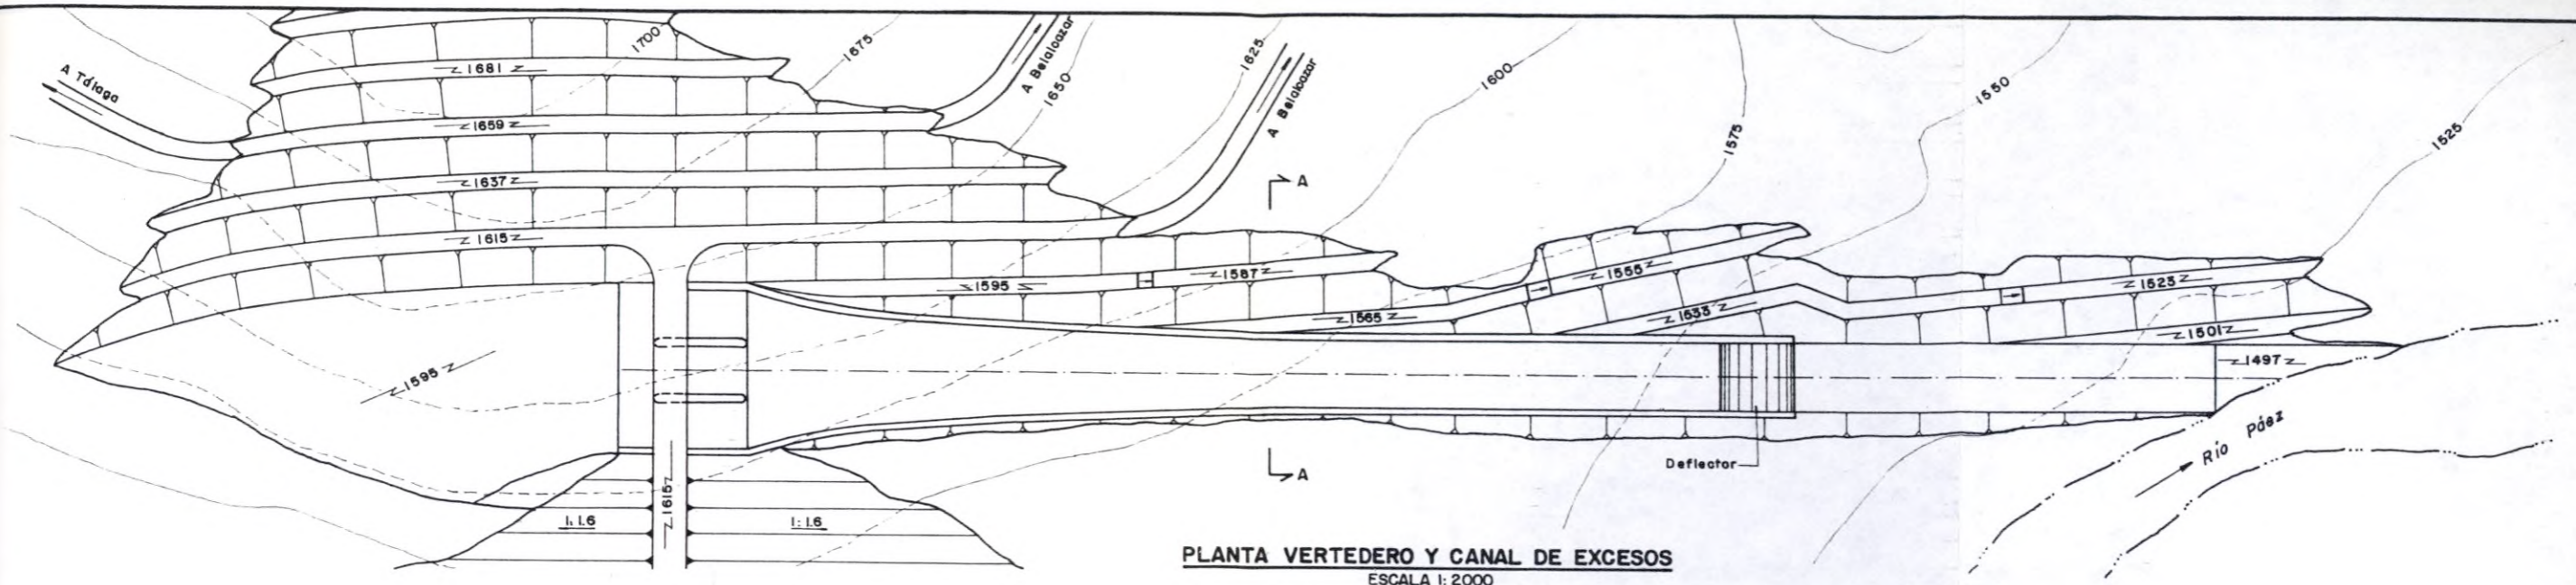 A Tálaga
1681
1700
1675
A Belalcazar
1650
1625
A Belalcazar
1600
1575
1550
1525
1659
1637
1615
A
1595
1587
1565
1555
1533
1523
1501
1497
1595
1615
1:1.6
1:1.6
A
Deflector
Río Páez
PLANTA VERTEDERO Y CANAL DE EXCESOS
ESCALA 1:2000